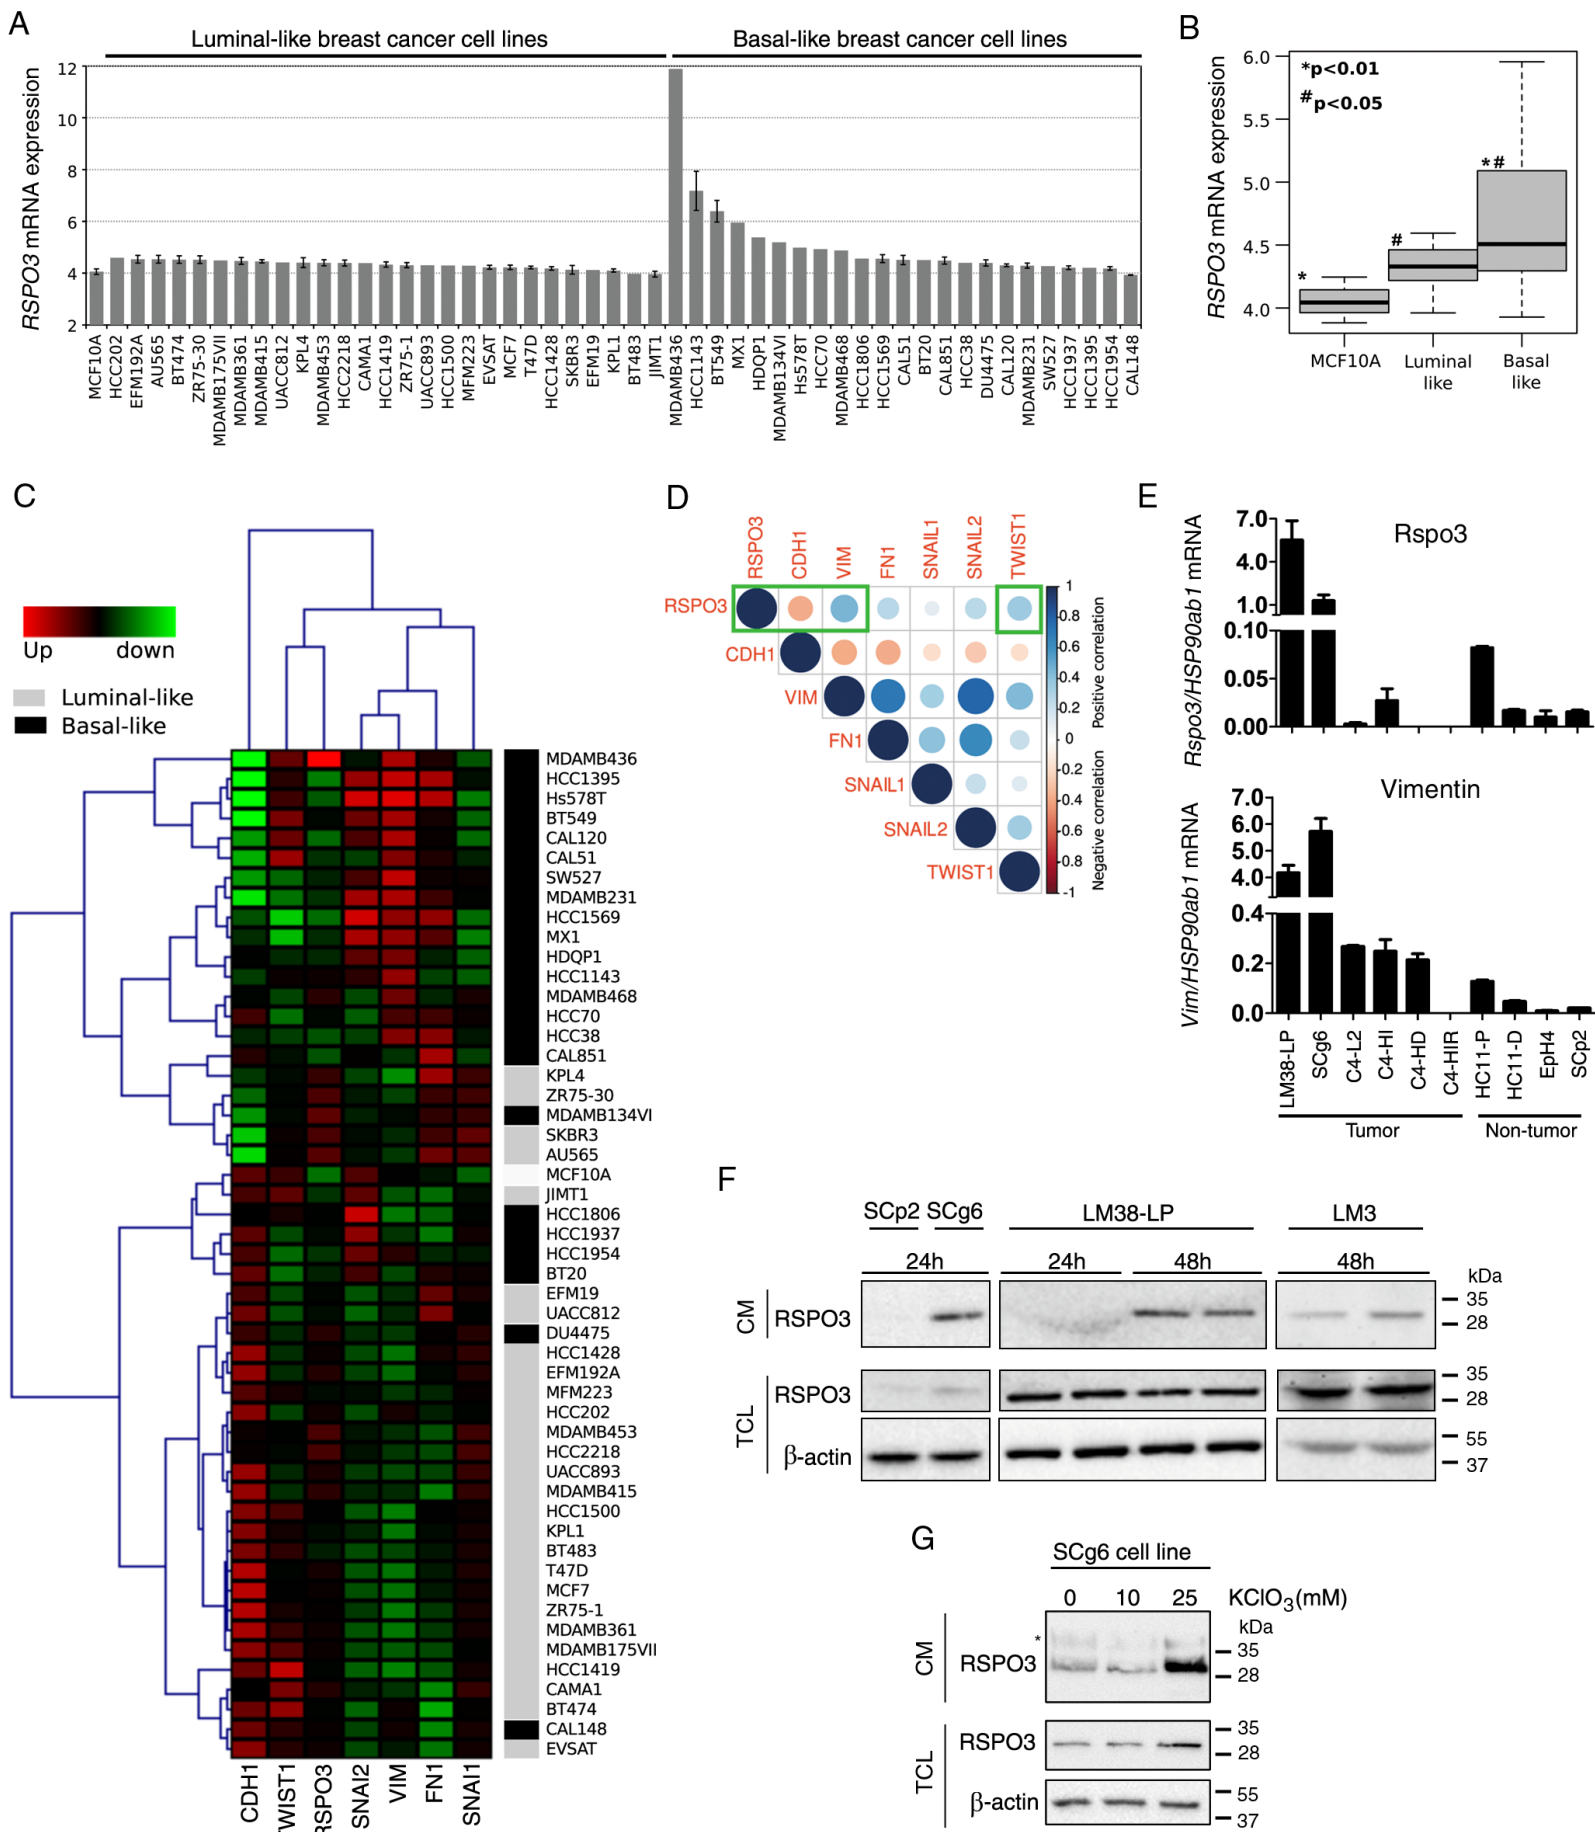 A
Luminal-like breast cancer cell lines
Basal-like breast cancer cell lines
RSPO3 mRNA expression
12
10
8
6
4
2
MCF10A
HCC202
EFM192A
AU565
BT474
ZR75-30
MDAMB175VII
MDAMB361
MDAMB415
UACC812
KPL4
MDAMB453
HCC2218
CAMA1
HCC1419
ZR75-1
UACC893
HCC1500
MFM223
EVSAT
MCF7
T47D
HCC1428
SKBR3
EFM19
KPL1
BT483
JIMT1
MDAMB436
HCC1143
BT549
MX1
HDQP1
MDAMB134VI
Hs578T
HCC70
MDAMB468
HCC1806
HCC1569
CAL51
BT20
CAL851
HCC38
DU4475
CAL120
MDAMB231
SW527
HCC1937
HCC1395
HCC1954
CAL148
B
RSPO3 mRNA expression
6.0
5.5
5.0
4.5
4.0
*p<0.01
#p<0.05
*
#
*#
MCF10A
Luminal
like
Basal
like
C
Up down
Luminal-like
Basal-like
MDAMB436
HCC1395
Hs578T
BT549
CAL120
CAL51
SW527
MDAMB231
HCC1569
MX1
HDQP1
HCC1143
MDAMB468
HCC70
HCC38
CAL851
KPL4
ZR75-30
MDAMB134VI
SKBR3
AU565
MCF10A
JIMT1
HCC1806
HCC1937
HCC1954
BT20
EFM19
UACC812
DU4475
HCC1428
EFM192A
MFM223
HCC202
MDAMB453
HCC2218
UACC893
MDAMB415
HCC1500
KPL1
BT483
T47D
MCF7
ZR75-1
MDAMB361
MDAMB175VII
HCC1419
CAMA1
BT474
CAL148
EVSAT
CDH1
TWIST1
RSPO3
SNAI2
VIM
FN1
SNAI1
D
RSPO3
CDH1
VIM
FN1
SNAIL1
SNAIL2
TWIST1
RSPO3
CDH1
VIM
FN1
SNAIL1
SNAIL2
TWIST1
1
0.8
0.6
0.4
0.2
0
-0.2
-0.4
-0.6
-0.8
-1
Positive correlation
Negative correlation
E
Rspo3
Rspo3/HSP90ab1 mRNA
7.0
4.0
1.0
0.10
0.05
0.00
Vimentin
Vim/HSP90ab1 mRNA
7.0
6.0
5.0
4.0
0.4
0.2
0.0
LM38-LP
SCg6
C4-L2
C4-HI
C4-HD
C4-HIR
HC11-P
HC11-D
EpH4
SCp2
Tumor
Non-tumor
F
SCp2 SCg6 LM38-LP LM3
24h 24h 48h 48h
kDa
CM
RSPO3
35
28
TCL
RSPO3
35
28
β-actin
55
37
G
SCg6 cell line
0 10 25 KClO3(mM)
kDa
*
CM
RSPO3
35
28
TCL
RSPO3
35
28
β-actin
55
37